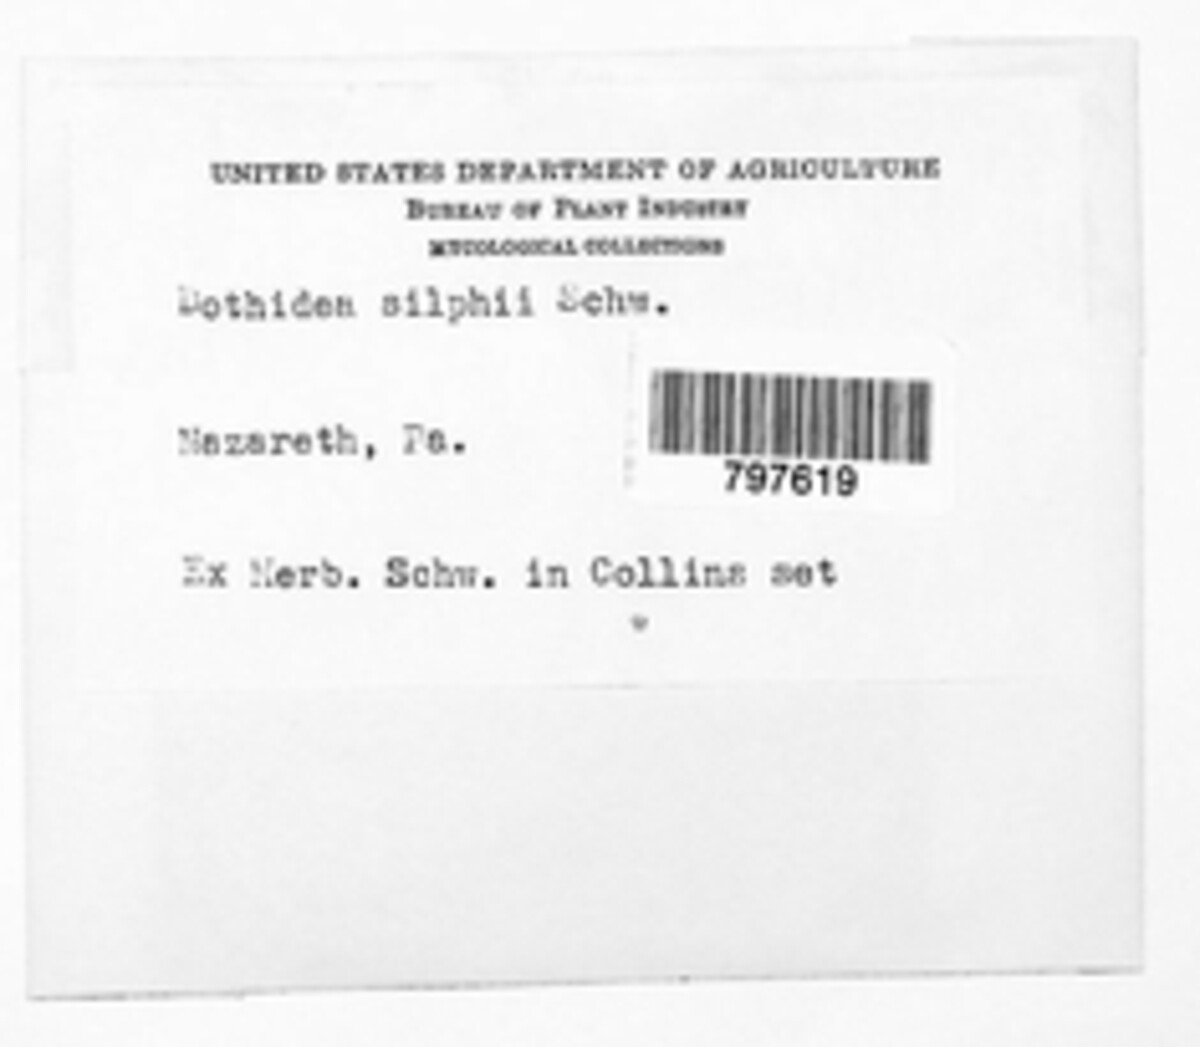 UNITED STATES DEPARTMENT OF AGRICULTURE
BUREAU OF PLANT INDUSTRY
MYCOLOGICAL COLLECTIONS
Dothidea silphii Schw.
Nazareth, Pa.
797619
Ex Herb. Schw. in Collins set